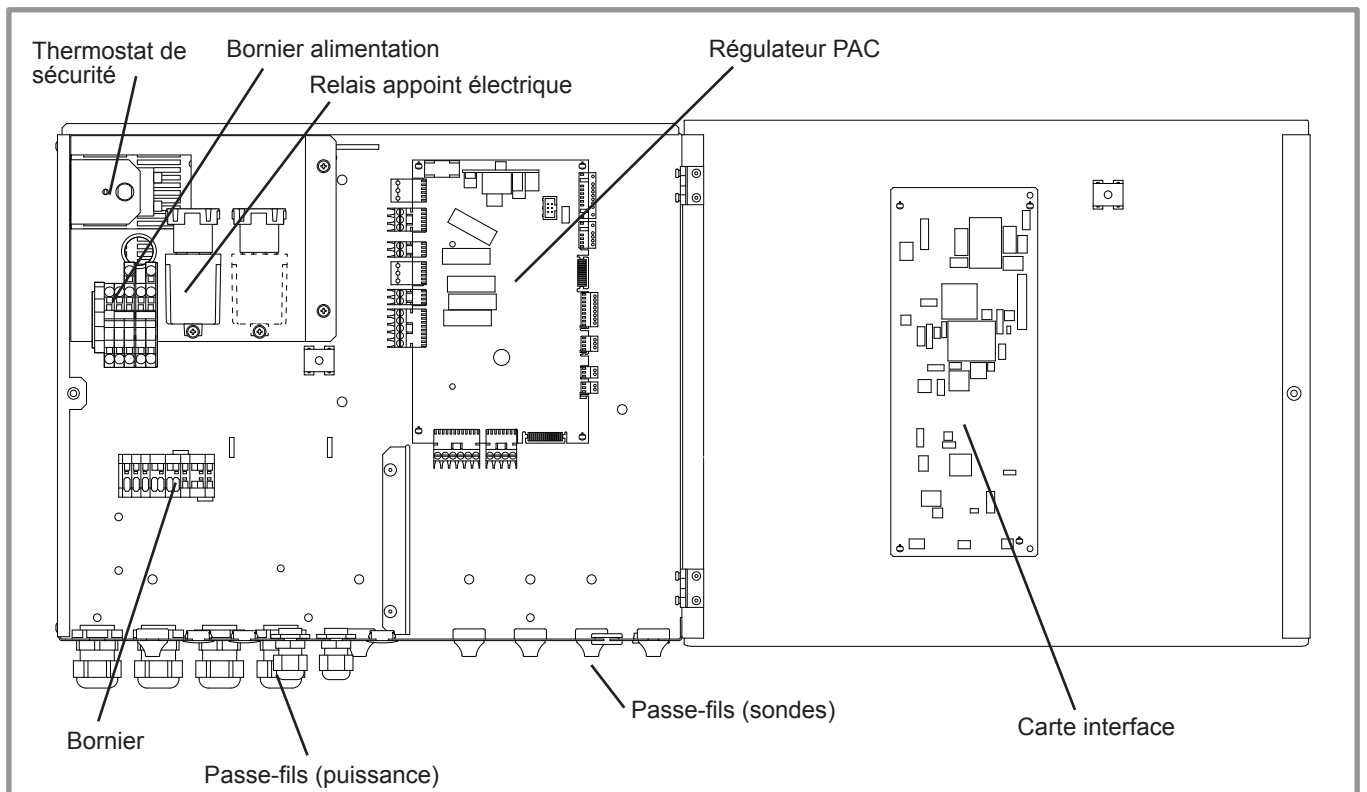 Thermostat de
sécurité
Bornier alimentation
Relais appoint électrique
Régulateur PAC
Passe-fils (sondes)
Carte interface
Bornier
Passe-fils (puissance)